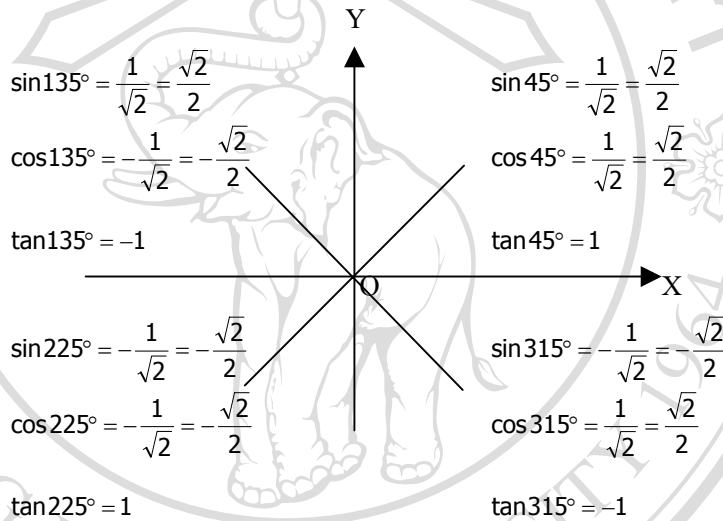 Y
sin135° = 1/√2 = √2/2
cos135° = −1/√2 = −√2/2
tan135° = −1
sin45° = 1/√2 = √2/2
cos45° = 1/√2 = √2/2
tan45° = 1
O
X
sin225° = −1/√2 = −√2/2
cos225° = −1/√2 = −√2/2
tan225° = 1
sin315° = −1/√2 = −√2/2
cos315° = 1/√2 = √2/2
tan315° = −1